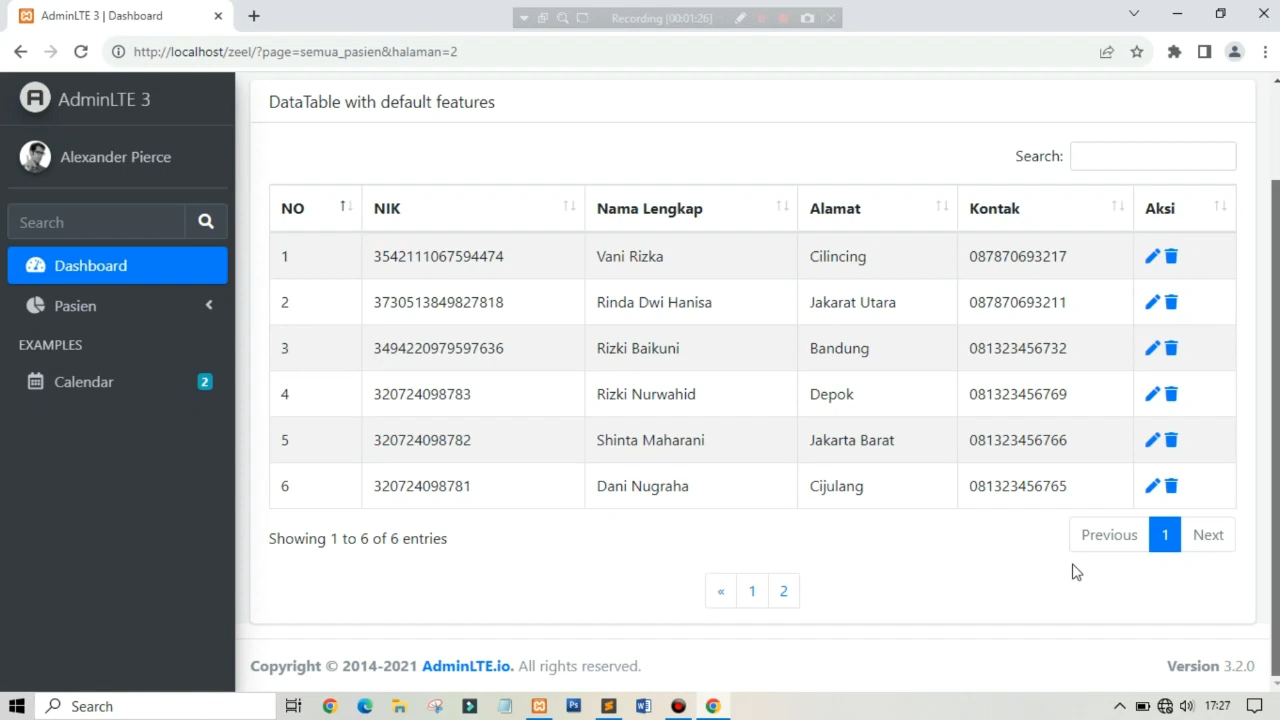 AdminLTE 3 | Dashboard
Recording [00:01:26]
http://localhost/zeel/?page=semua_pasien&halaman=2
AdminLTE 3
Alexander Pierce
Search
Dashboard
Pasien
EXAMPLES
Calendar 2
DataTable with default features
Search:
NO NIK Nama Lengkap Alamat Kontak Aksi
1 3542111067594474 Vani Rizka Cilincing 087870693217
2 3730513849827818 Rinda Dwi Hanisa Jakarat Utara 087870693211
3 3494220979597636 Rizki Baikuni Bandung 081323456732
4 320724098783 Rizki Nurwahid Depok 081323456769
5 320724098782 Shinta Maharani Jakarta Barat 081323456766
6 320724098781 Dani Nugraha Cijulang 081323456765
Showing 1 to 6 of 6 entries
Previous 1 Next
« 1 2
Copyright © 2014-2021 AdminLTE.io. All rights reserved.
Version 3.2.0
Search
17:27